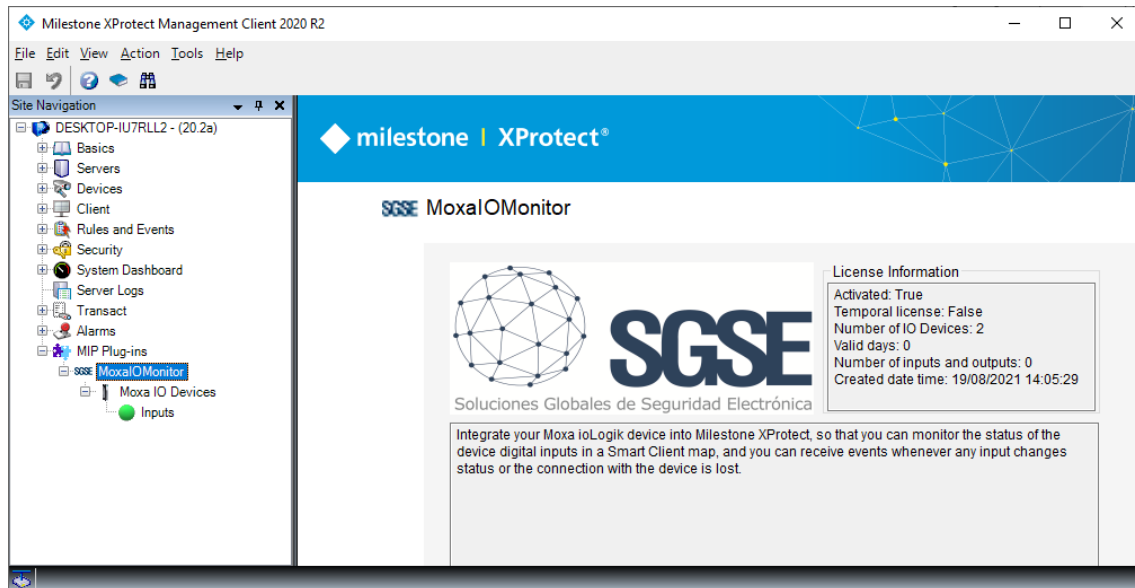 Milestone XProtect Management Client 2020 R2
File Edit View Action Tools Help
Site Navigation
DESKTOP-IU7RLL2 - (20.2a)
Basics
Servers
Devices
Client
Rules and Events
Security
System Dashboard
Server Logs
Transact
Alarms
MIP Plug-ins
SGSE MoxaIOMonitor
Moxa IO Devices
Inputs
milestone | XProtect®
SGSE MoxaIOMonitor
SGSE
Soluciones Globales de Seguridad Electrónica
License Information
Activated: True
Temporal license: False
Number of IO Devices: 2
Valid days: 0
Number of inputs and outputs: 0
Created date time: 19/08/2021 14:05:29
Integrate your Moxa ioLogik device into Milestone XProtect, so that you can monitor the status of the
device digital inputs in a Smart Client map, and you can receive events whenever any input changes
status or the connection with the device is lost.